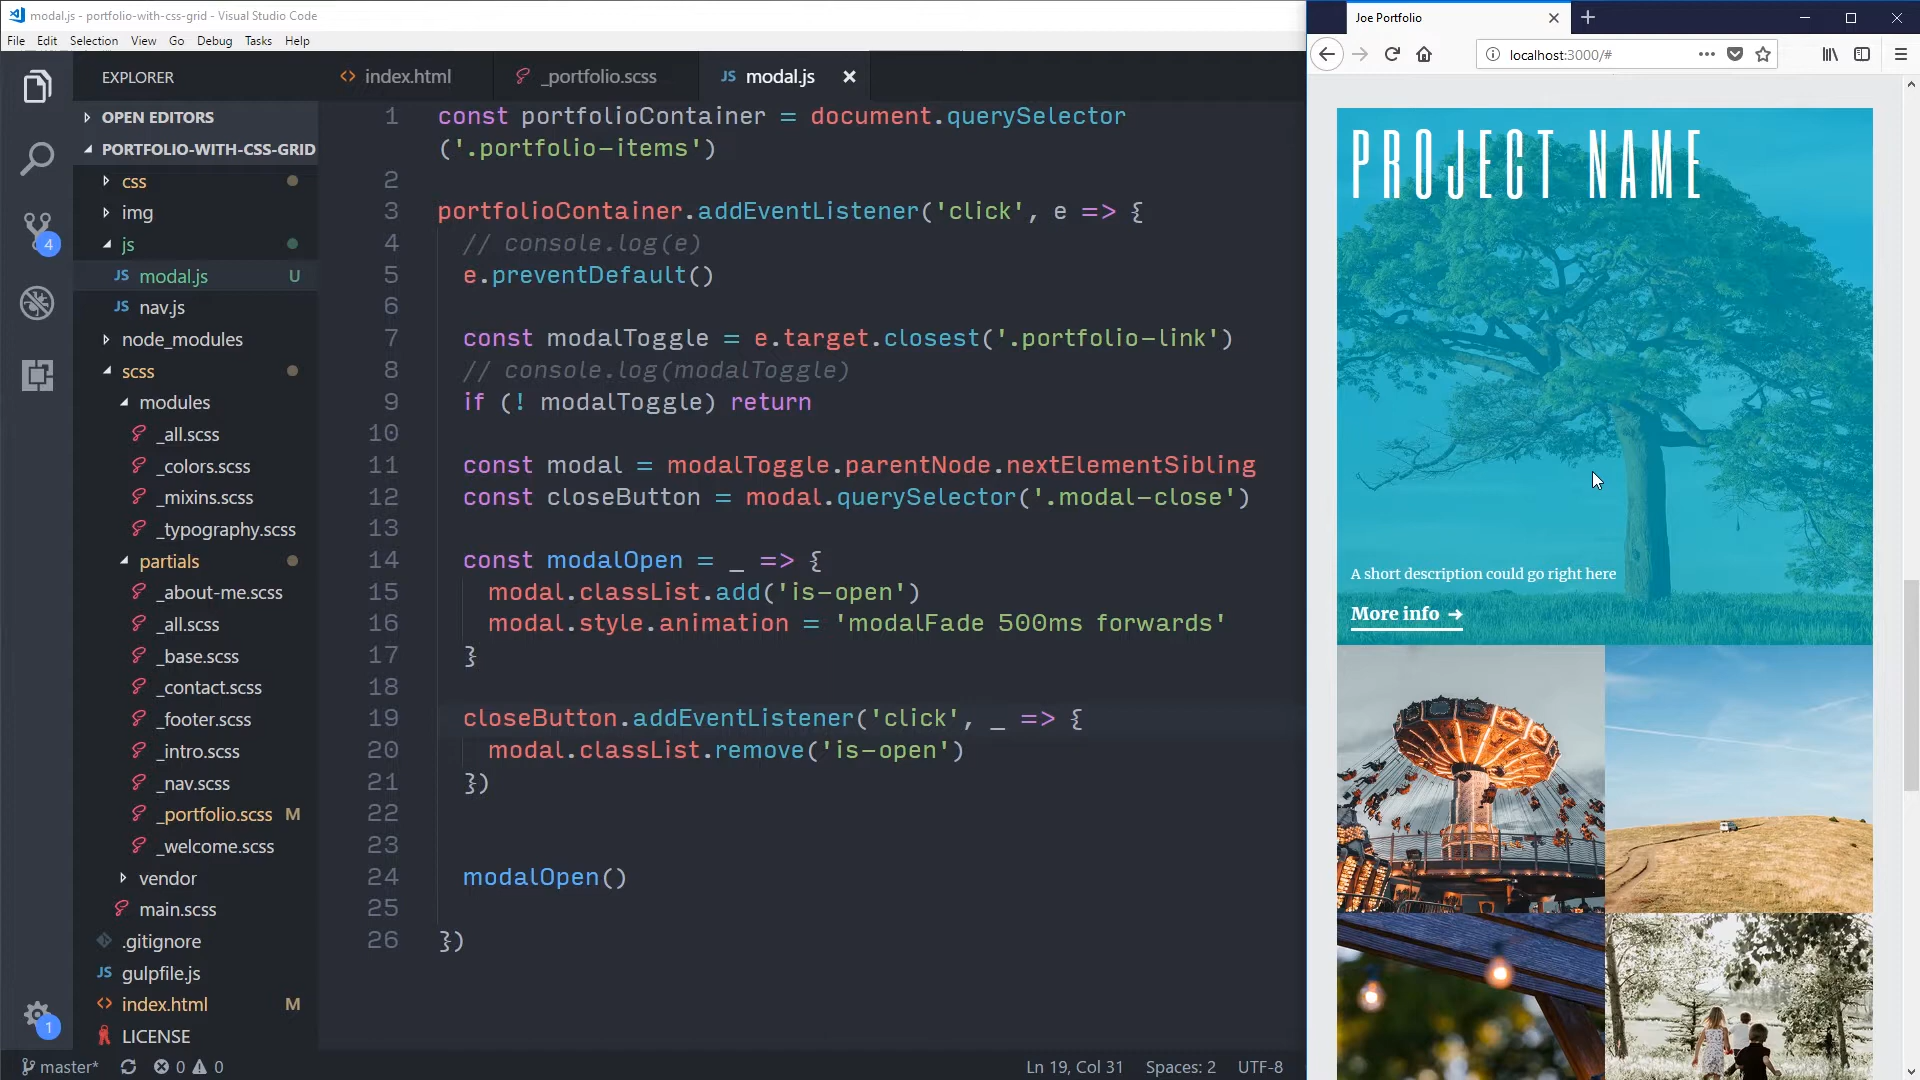 modal.js - portfolio-with-css-grid - Visual Studio Code
File Edit Selection View Go Debug Tasks Help
EXPLORER
OPEN EDITORS
PORTFOLIO-WITH-CSS-GRID
css
img
js
JS modal.js U
JS nav.js
node_modules
scss
modules
_all.scss
_colors.scss
_mixins.scss
_typography.scss
partials
_about-me.scss
_all.scss
_base.scss
_contact.scss
_footer.scss
_intro.scss
_nav.scss
_portfolio.scss M
_welcome.scss
vendor
main.scss
.gitignore
JS gulpfile.js
<> index.html M
LICENSE
4
1
<> index.html
_portfolio.scss
JS modal.js ×
1 const portfolioContainer = document.querySelector
('.portfolio-items')
2
3 portfolioContainer.addEventListener('click', e => {
4 // console.log(e)
5 e.preventDefault()
6
7 const modalToggle = e.target.closest('.portfolio-link')
8 // console.log(modalToggle)
9 if (! modalToggle) return
10
11 const modal = modalToggle.parentNode.nextElementSibling
12 const closeButton = modal.querySelector('.modal-close')
13
14 const modalOpen = _ => {
15 modal.classList.add('is-open')
16 modal.style.animation = 'modalFade 500ms forwards'
17 }
18
19 closeButton.addEventListener('click', _ => {
20 modal.classList.remove('is-open')
21 })
22
23
24 modalOpen()
25
26 })
master* 0 0
Ln 19, Col 31 Spaces: 2 UTF-8
Joe Portfolio
localhost:3000/#
PROJECT NAME
A short description could go right here
More info →